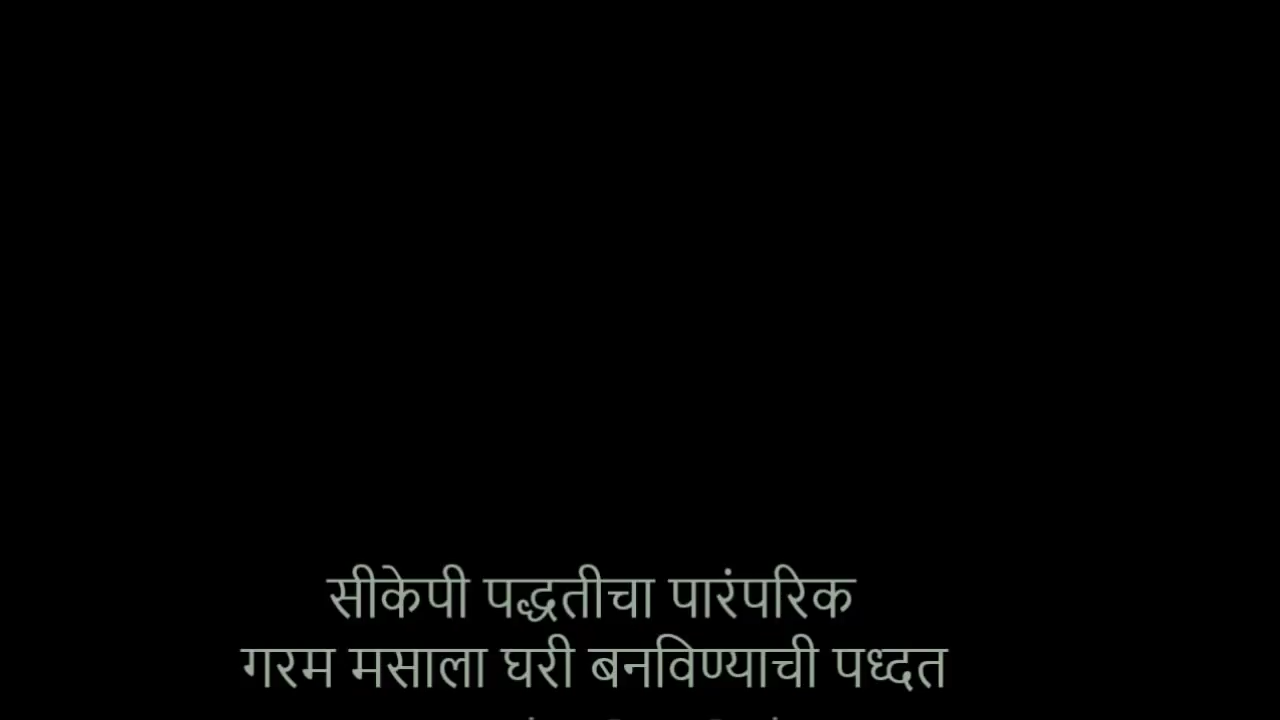 सीकेपी पद्धतीचा पारंपरिक
गरम मसाला घरी बनविण्याची पध्दत